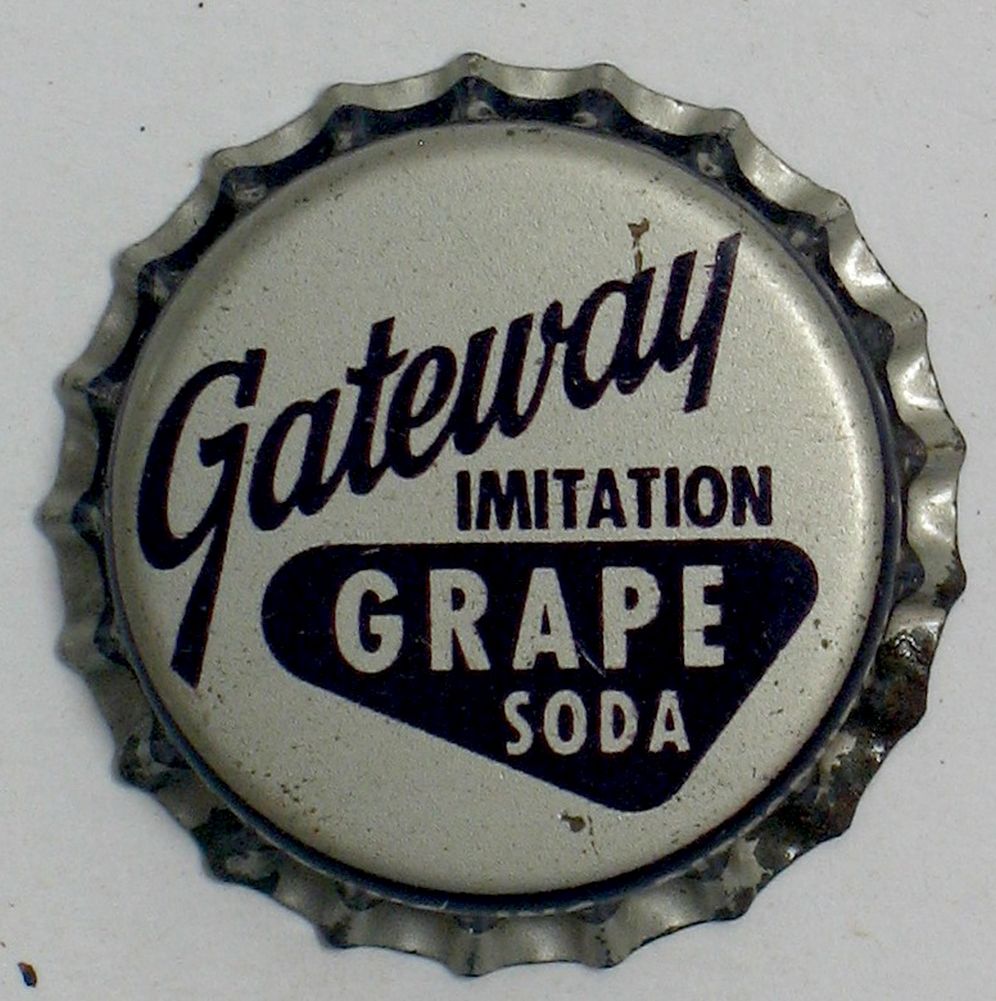 Gateway
IMITATION
GRAPE
SODA